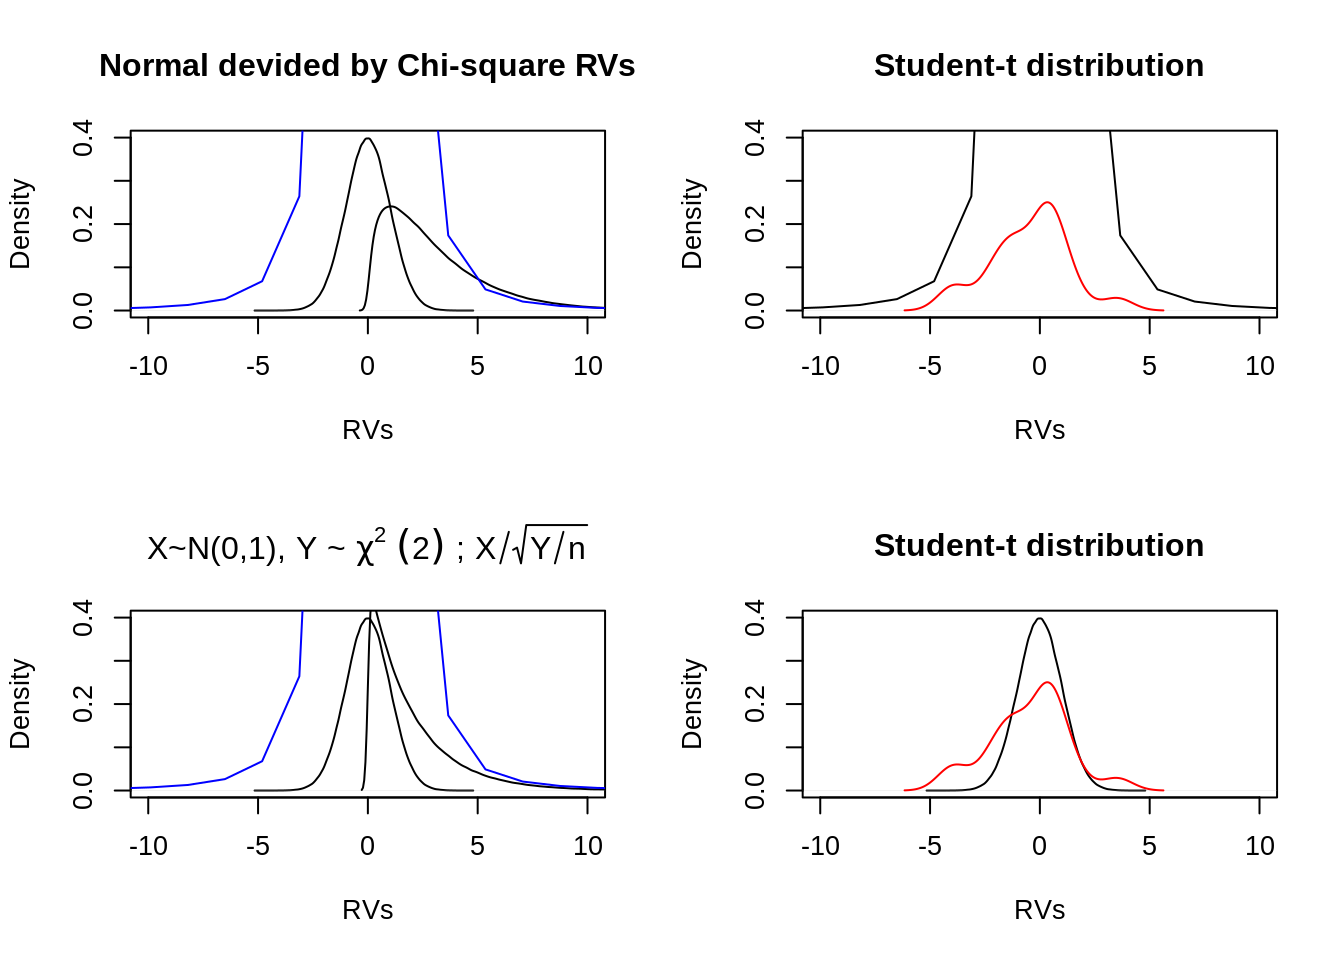 Normal devided by Chi-square RVs
Density
0.4
0.2
0.0
-10 -5 0 5 10
RVs
Student-t distribution
Density
0.4
0.2
0.0
-10 -5 0 5 10
RVs
X~N(0,1), Y ~ χ² (2) ; X/√Y/n
Density
0.4
0.2
0.0
-10 -5 0 5 10
RVs
Student-t distribution
Density
0.4
0.2
0.0
-10 -5 0 5 10
RVs